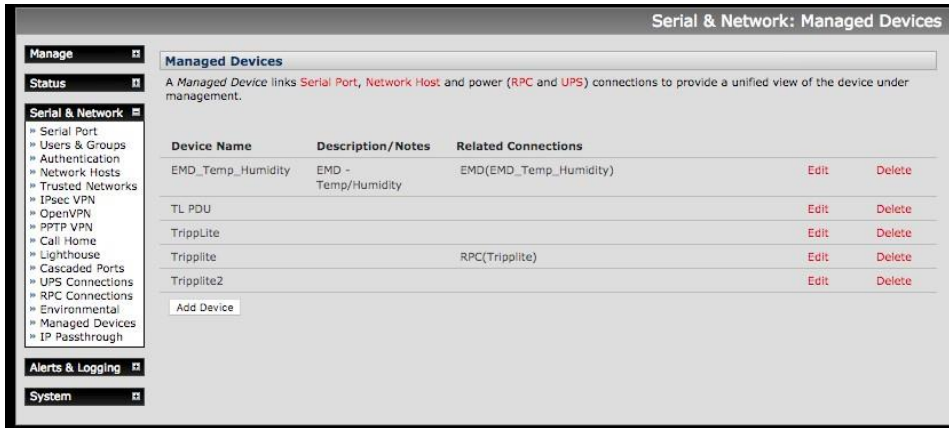 Serial & Network: Managed Devices
Manage
Status
Serial & Network
Serial Port
Users & Groups
Authentication
Network Hosts
Trusted Networks
IPsec VPN
OpenVPN
PPTP VPN
Call Home
Lighthouse
Cascaded Ports
UPS Connections
RPC Connections
Environmental
Managed Devices
IP Passthrough
Alerts & Logging
System
Managed Devices
A Managed Device links Serial Port, Network Host and power (RPC and UPS) connections to provide a unified view of the device under
management.
Device Name Description/Notes Related Connections
EMD_Temp_Humidity EMD - EMD(EMD_Temp_Humidity) Edit Delete
Temp/Humidity
TL PDU Edit Delete
TrippLite Edit Delete
Tripplite RPC(Tripplite) Edit Delete
Tripplite2 Edit Delete
Add Device